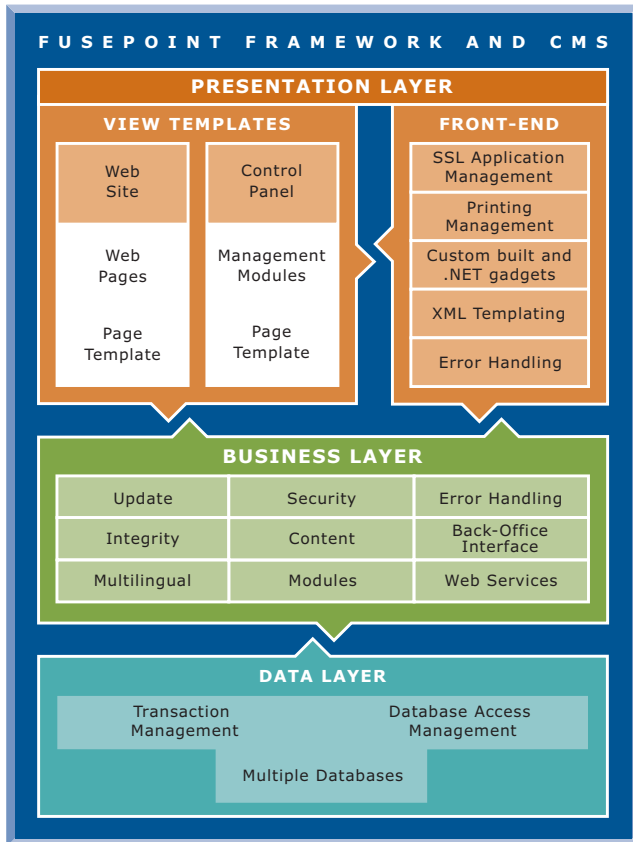 FUSEPOINT FRAMEWORK AND CMS
PRESENTATION LAYER
VIEW TEMPLATES
Web
Site
Control
Panel
Web
Pages
Management
Modules
Page
Template
Page
Template
FRONT-END
SSL Application
Management
Printing
Management
Custom built and
.NET gadgets
XML Templating
Error Handling
BUSINESS LAYER
Update
Security
Error Handling
Integrity
Content
Back-Office
Interface
Multilingual
Modules
Web Services
DATA LAYER
Transaction
Management
Database Access
Management
Multiple Databases